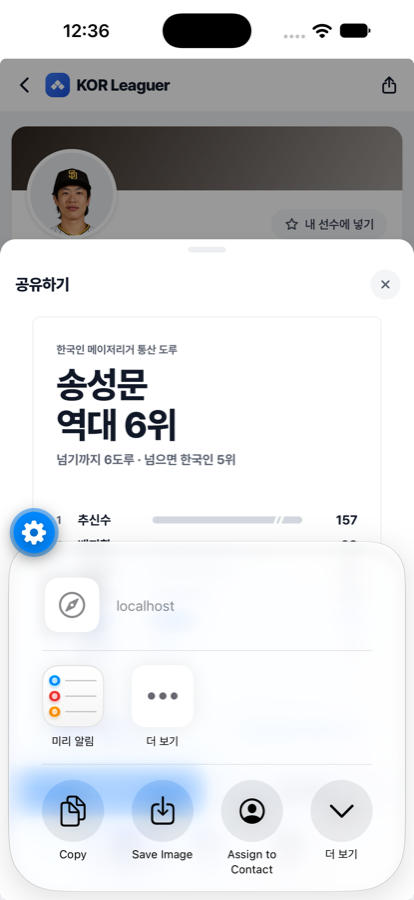 12:36
KOR Leaguer
내 선수에 넣기
공유하기
한국인 메이저리거 통산 도루
송성문
역대 6위
넘기까지 6도루 · 넘으면 한국인 5위
1 추신수 157
localhost
미리 알림
더 보기
Copy
Save Image
Assign to
Contact
더 보기